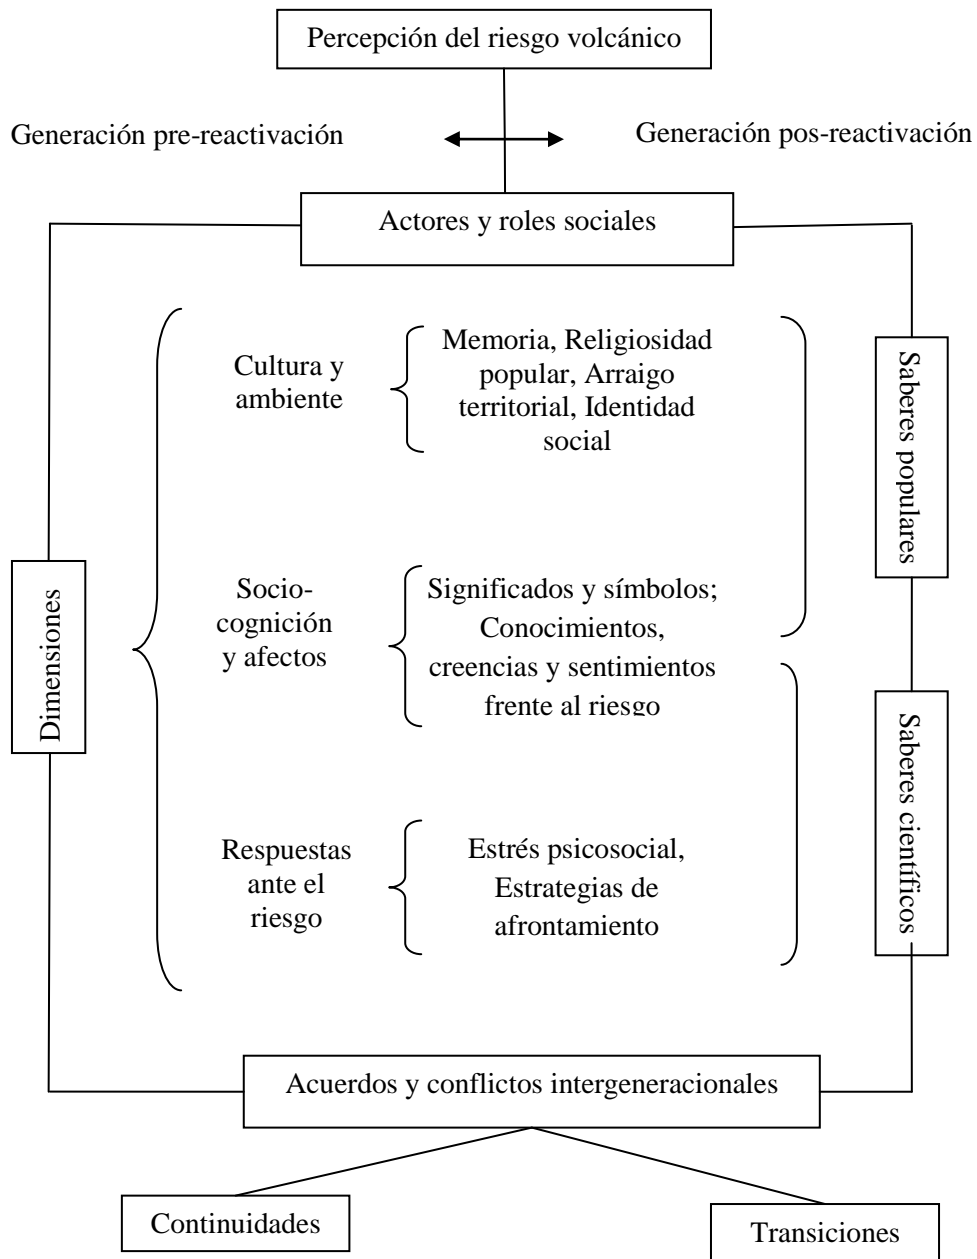 Percepción del riesgo volcánico
Generación pre-reactivación
Generación pos-reactivación
Actores y roles sociales
Dimensiones
Cultura y
ambiente
Memoria, Religiosidad
popular, Arraigo
territorial, Identidad
social
Socio-
cognición
y afectos
Significados y símbolos;
Conocimientos,
creencias y sentimientos
frente al riesgo
Respuestas
ante el
riesgo
Estrés psicosocial,
Estrategias de
afrontamiento
Saberes populares
Saberes científicos
Acuerdos y conflictos intergeneracionales
Continuidades
Transiciones